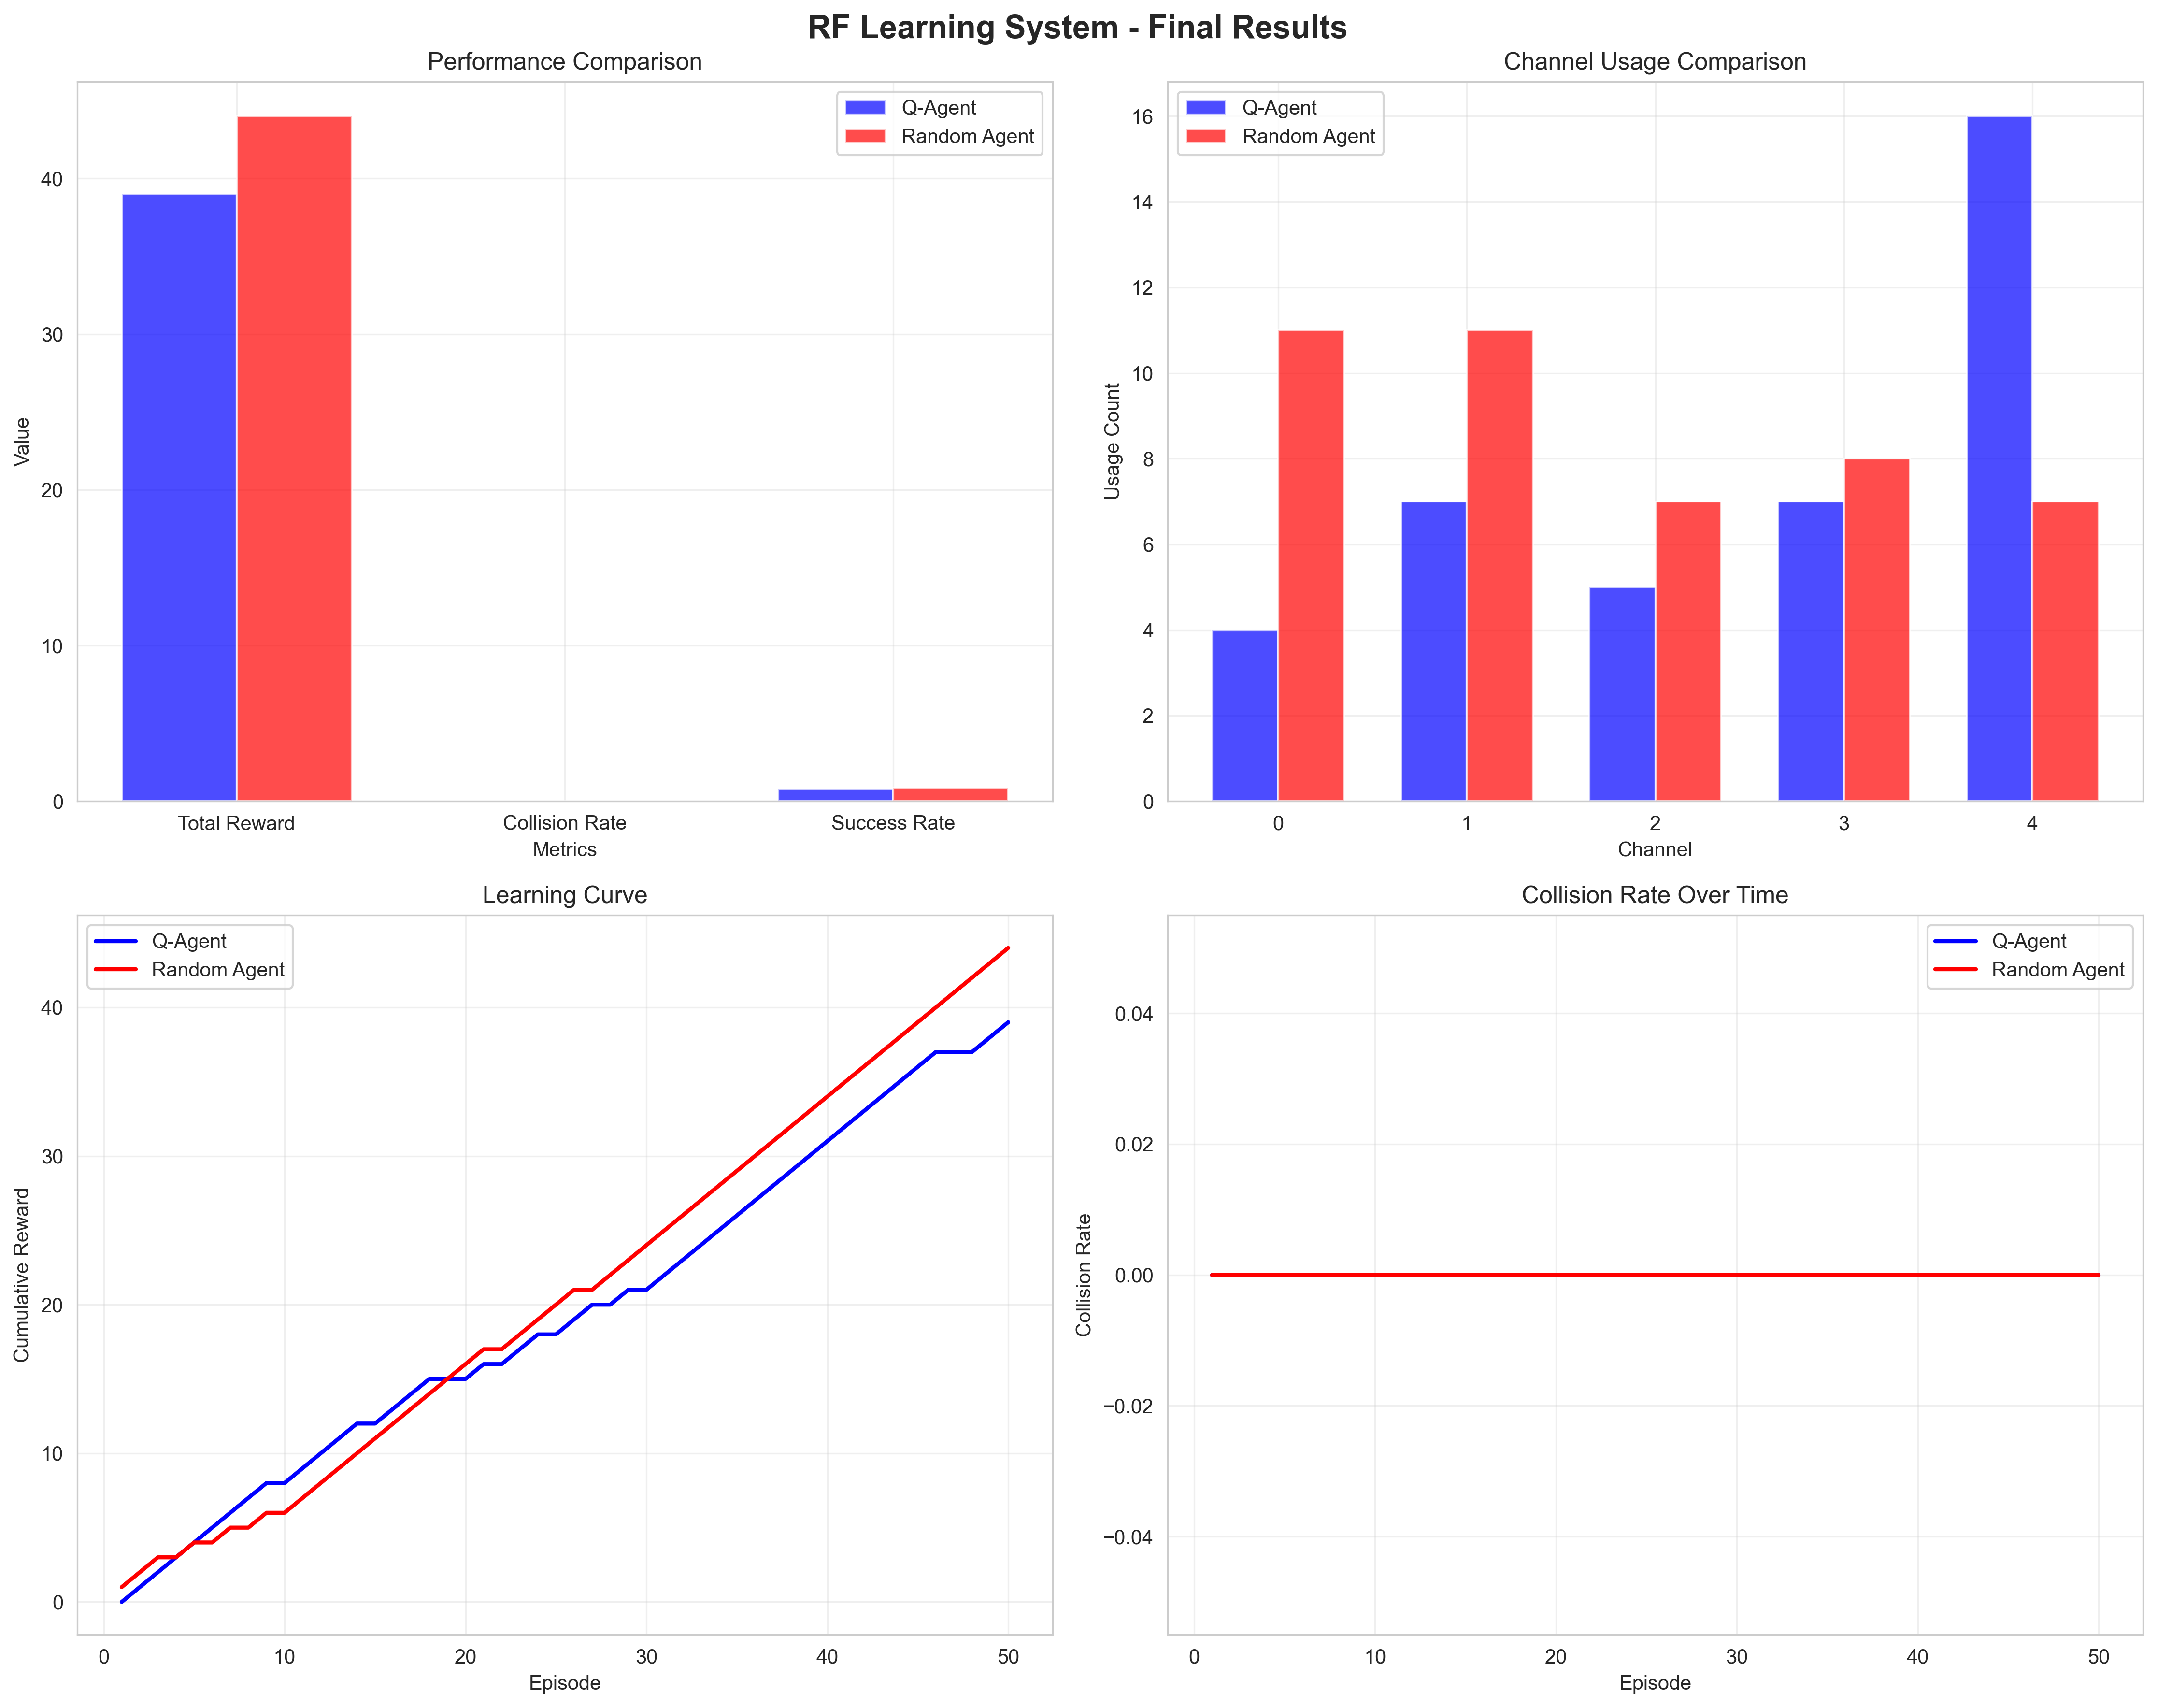 RF Learning System - Final Results
Performance Comparison
Q-Agent
Random Agent
Value
40
30
20
10
0
Total Reward
Collision Rate
Success Rate
Metrics
Channel Usage Comparison
Q-Agent
Random Agent
Usage Count
16
14
12
10
8
6
4
2
0
0
1
2
3
4
Channel
Learning Curve
Q-Agent
Random Agent
Cumulative Reward
40
30
20
10
0
0
10
20
30
40
50
Episode
Collision Rate Over Time
Q-Agent
Random Agent
Collision Rate
0.04
0.02
0.00
−0.02
−0.04
0
10
20
30
40
50
Episode